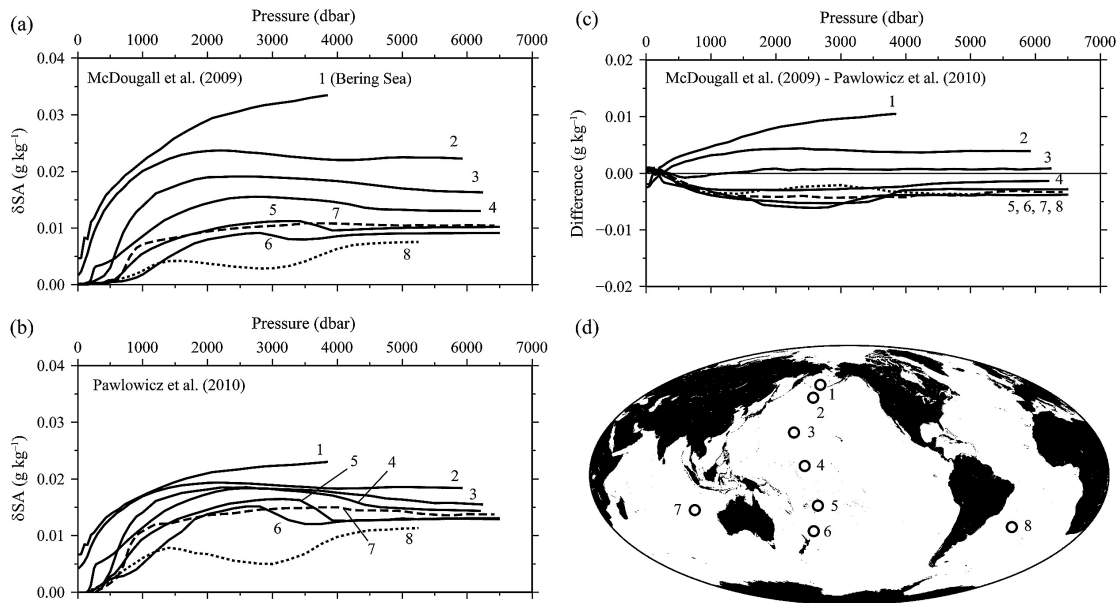 (a)
Pressure (dbar)
0 1000 2000 3000 4000 5000 6000 7000
0.04
0.03
0.02
0.01
0.00
δSA (g kg⁻¹)
McDougall et al. (2009)
1 (Bering Sea)
2
3
4
5
7
6
8
(b)
Pressure (dbar)
0 1000 2000 3000 4000 5000 6000 7000
0.04
0.03
0.02
0.01
0.00
δSA (g kg⁻¹)
Pawlowicz et al. (2010)
1
5
4
2
3
6
7
8
(c)
Pressure (dbar)
0 1000 2000 3000 4000 5000 6000 7000
0.02
0.01
0.00
−0.01
−0.02
Difference (g kg⁻¹)
McDougall et al. (2009) - Pawlowicz et al. (2010)
1
2
3
4
5, 6, 7, 8
(d)
1
2
3
4
5
6
7
8